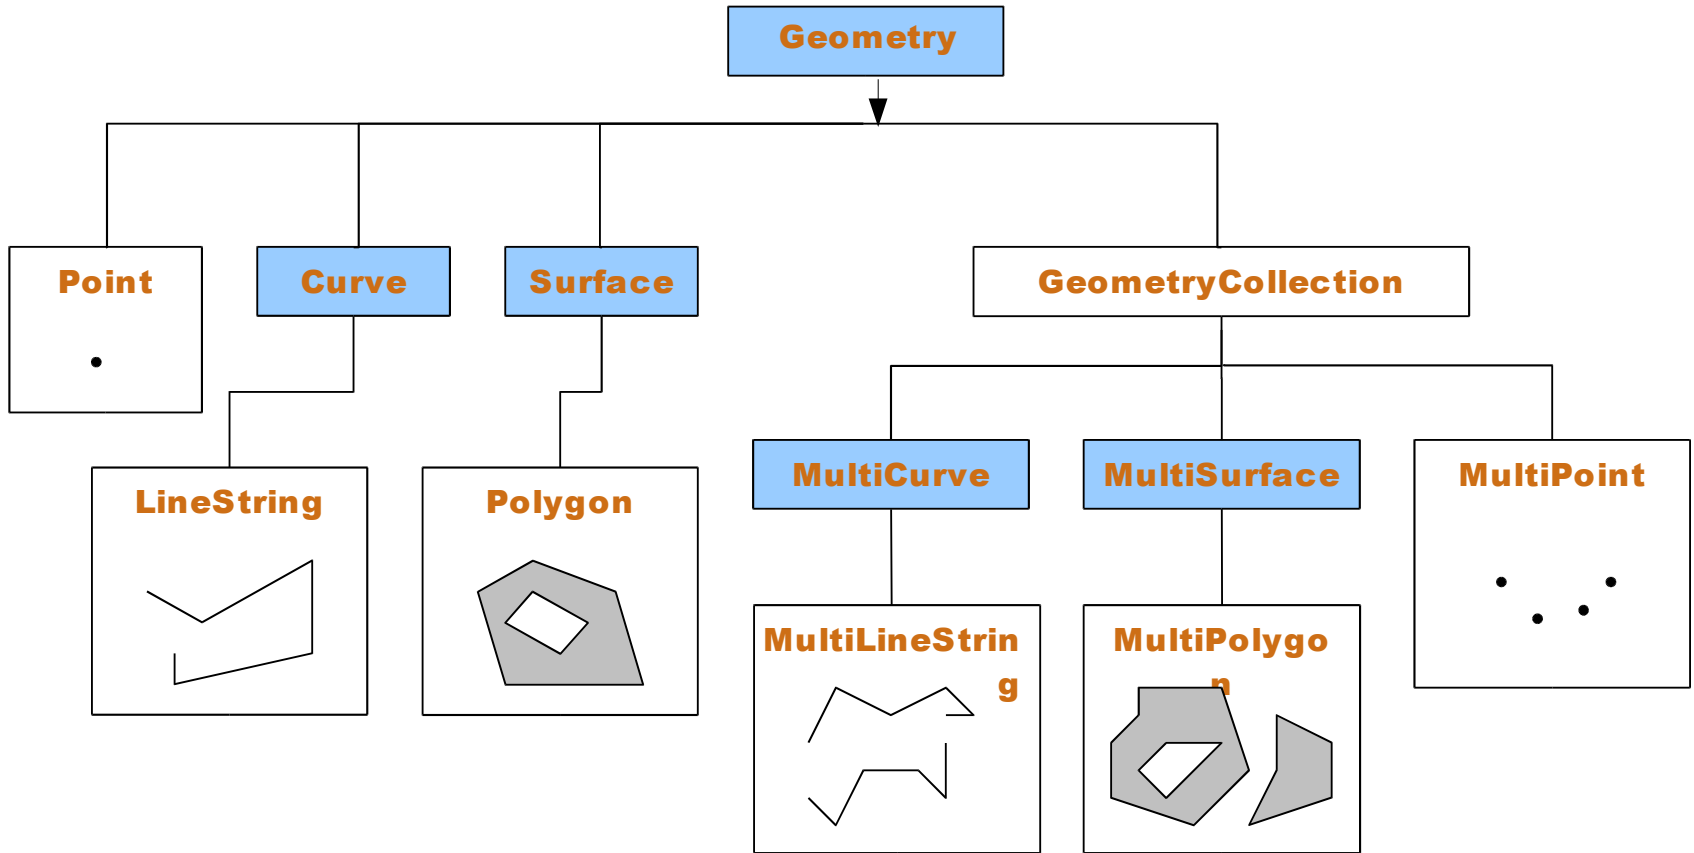 Geometry
Point
Curve
Surface
GeometryCollection
LineString
Polygon
MultiCurve
MultiSurface
MultiPoint
MultiLineStrin
g
MultiPolygo
n